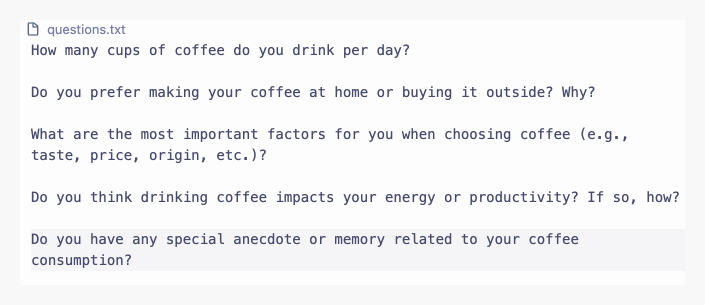 questions.txt
How many cups of coffee do you drink per day?
Do you prefer making your coffee at home or buying it outside? Why?
What are the most important factors for you when choosing coffee (e.g.,
taste, price, origin, etc.)?
Do you think drinking coffee impacts your energy or productivity? If so, how?
Do you have any special anecdote or memory related to your coffee
consumption?